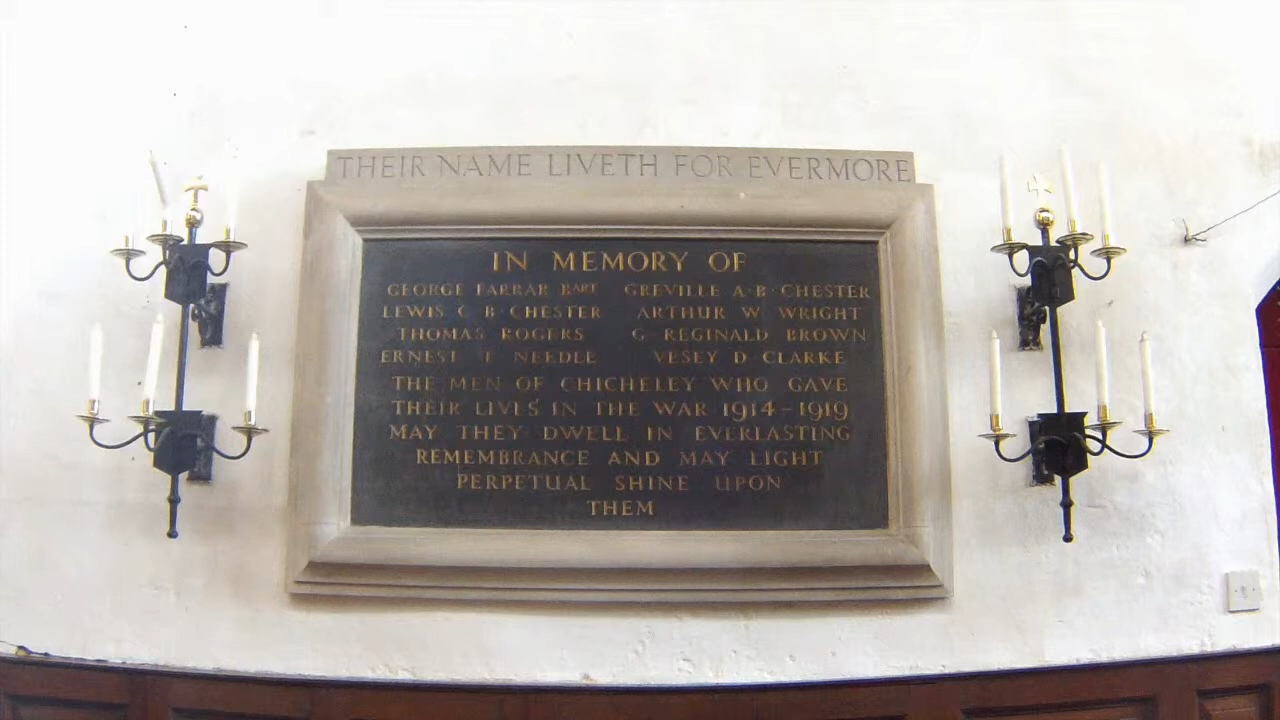 THEIR NAME LIVETH FOR EVERMORE
IN MEMORY OF
GEORGE FARRAR BART GREVILLE A·B·CHESTER
LEWIS C B CHESTER ARTHUR W WRIGHT
THOMAS ROGERS G REGINALD BROWN
ERNEST T NEEDLE VESEY D CLARKE
THE MEN OF CHICHELEY WHO GAVE
THEIR LIVES IN THE WAR 1914-1919
MAY THEY DWELL IN EVERLASTING
REMEMBRANCE AND MAY LIGHT
PERPETUAL SHINE UPON
THEM